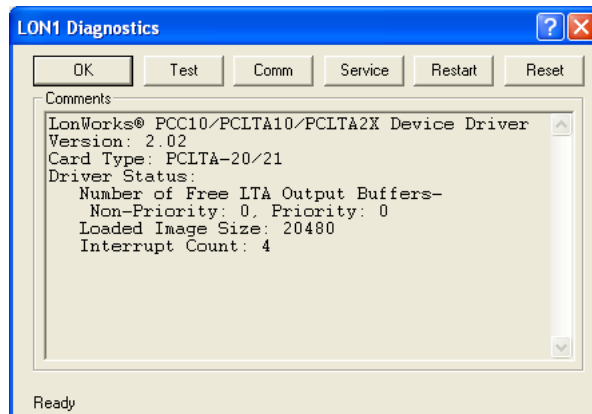 LON1 Diagnostics
OK Test Comm Service Restart Reset
Comments
LonWorks® PCC10/PCLTA10/PCLTA2X Device Driver
Version: 2.02
Card Type: PCLTA-20/21
Driver Status:
Number of Free LTA Output Buffers-
Non-Priority: 0, Priority: 0
Loaded Image Size: 20480
Interrupt Count: 4
Ready